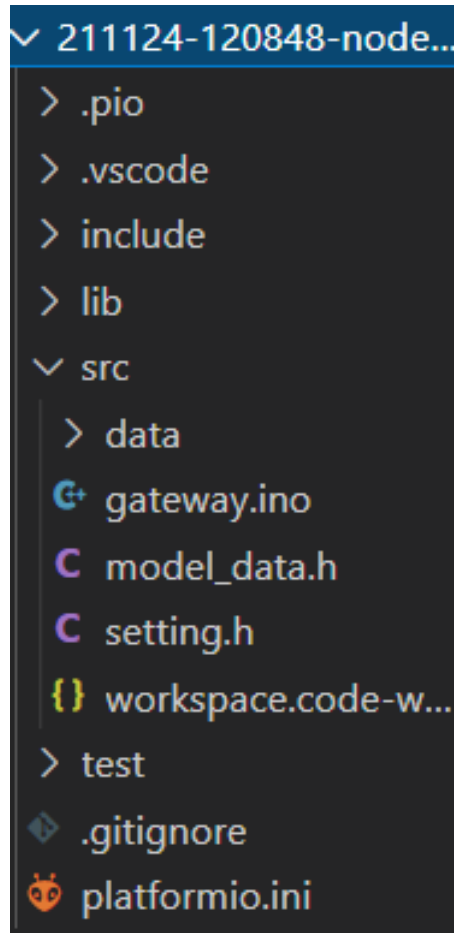 211124-120848-node...
.pio
.vscode
include
lib
src
data
gateway.ino
model_data.h
setting.h
workspace.code-w...
test
.gitignore
platformio.ini